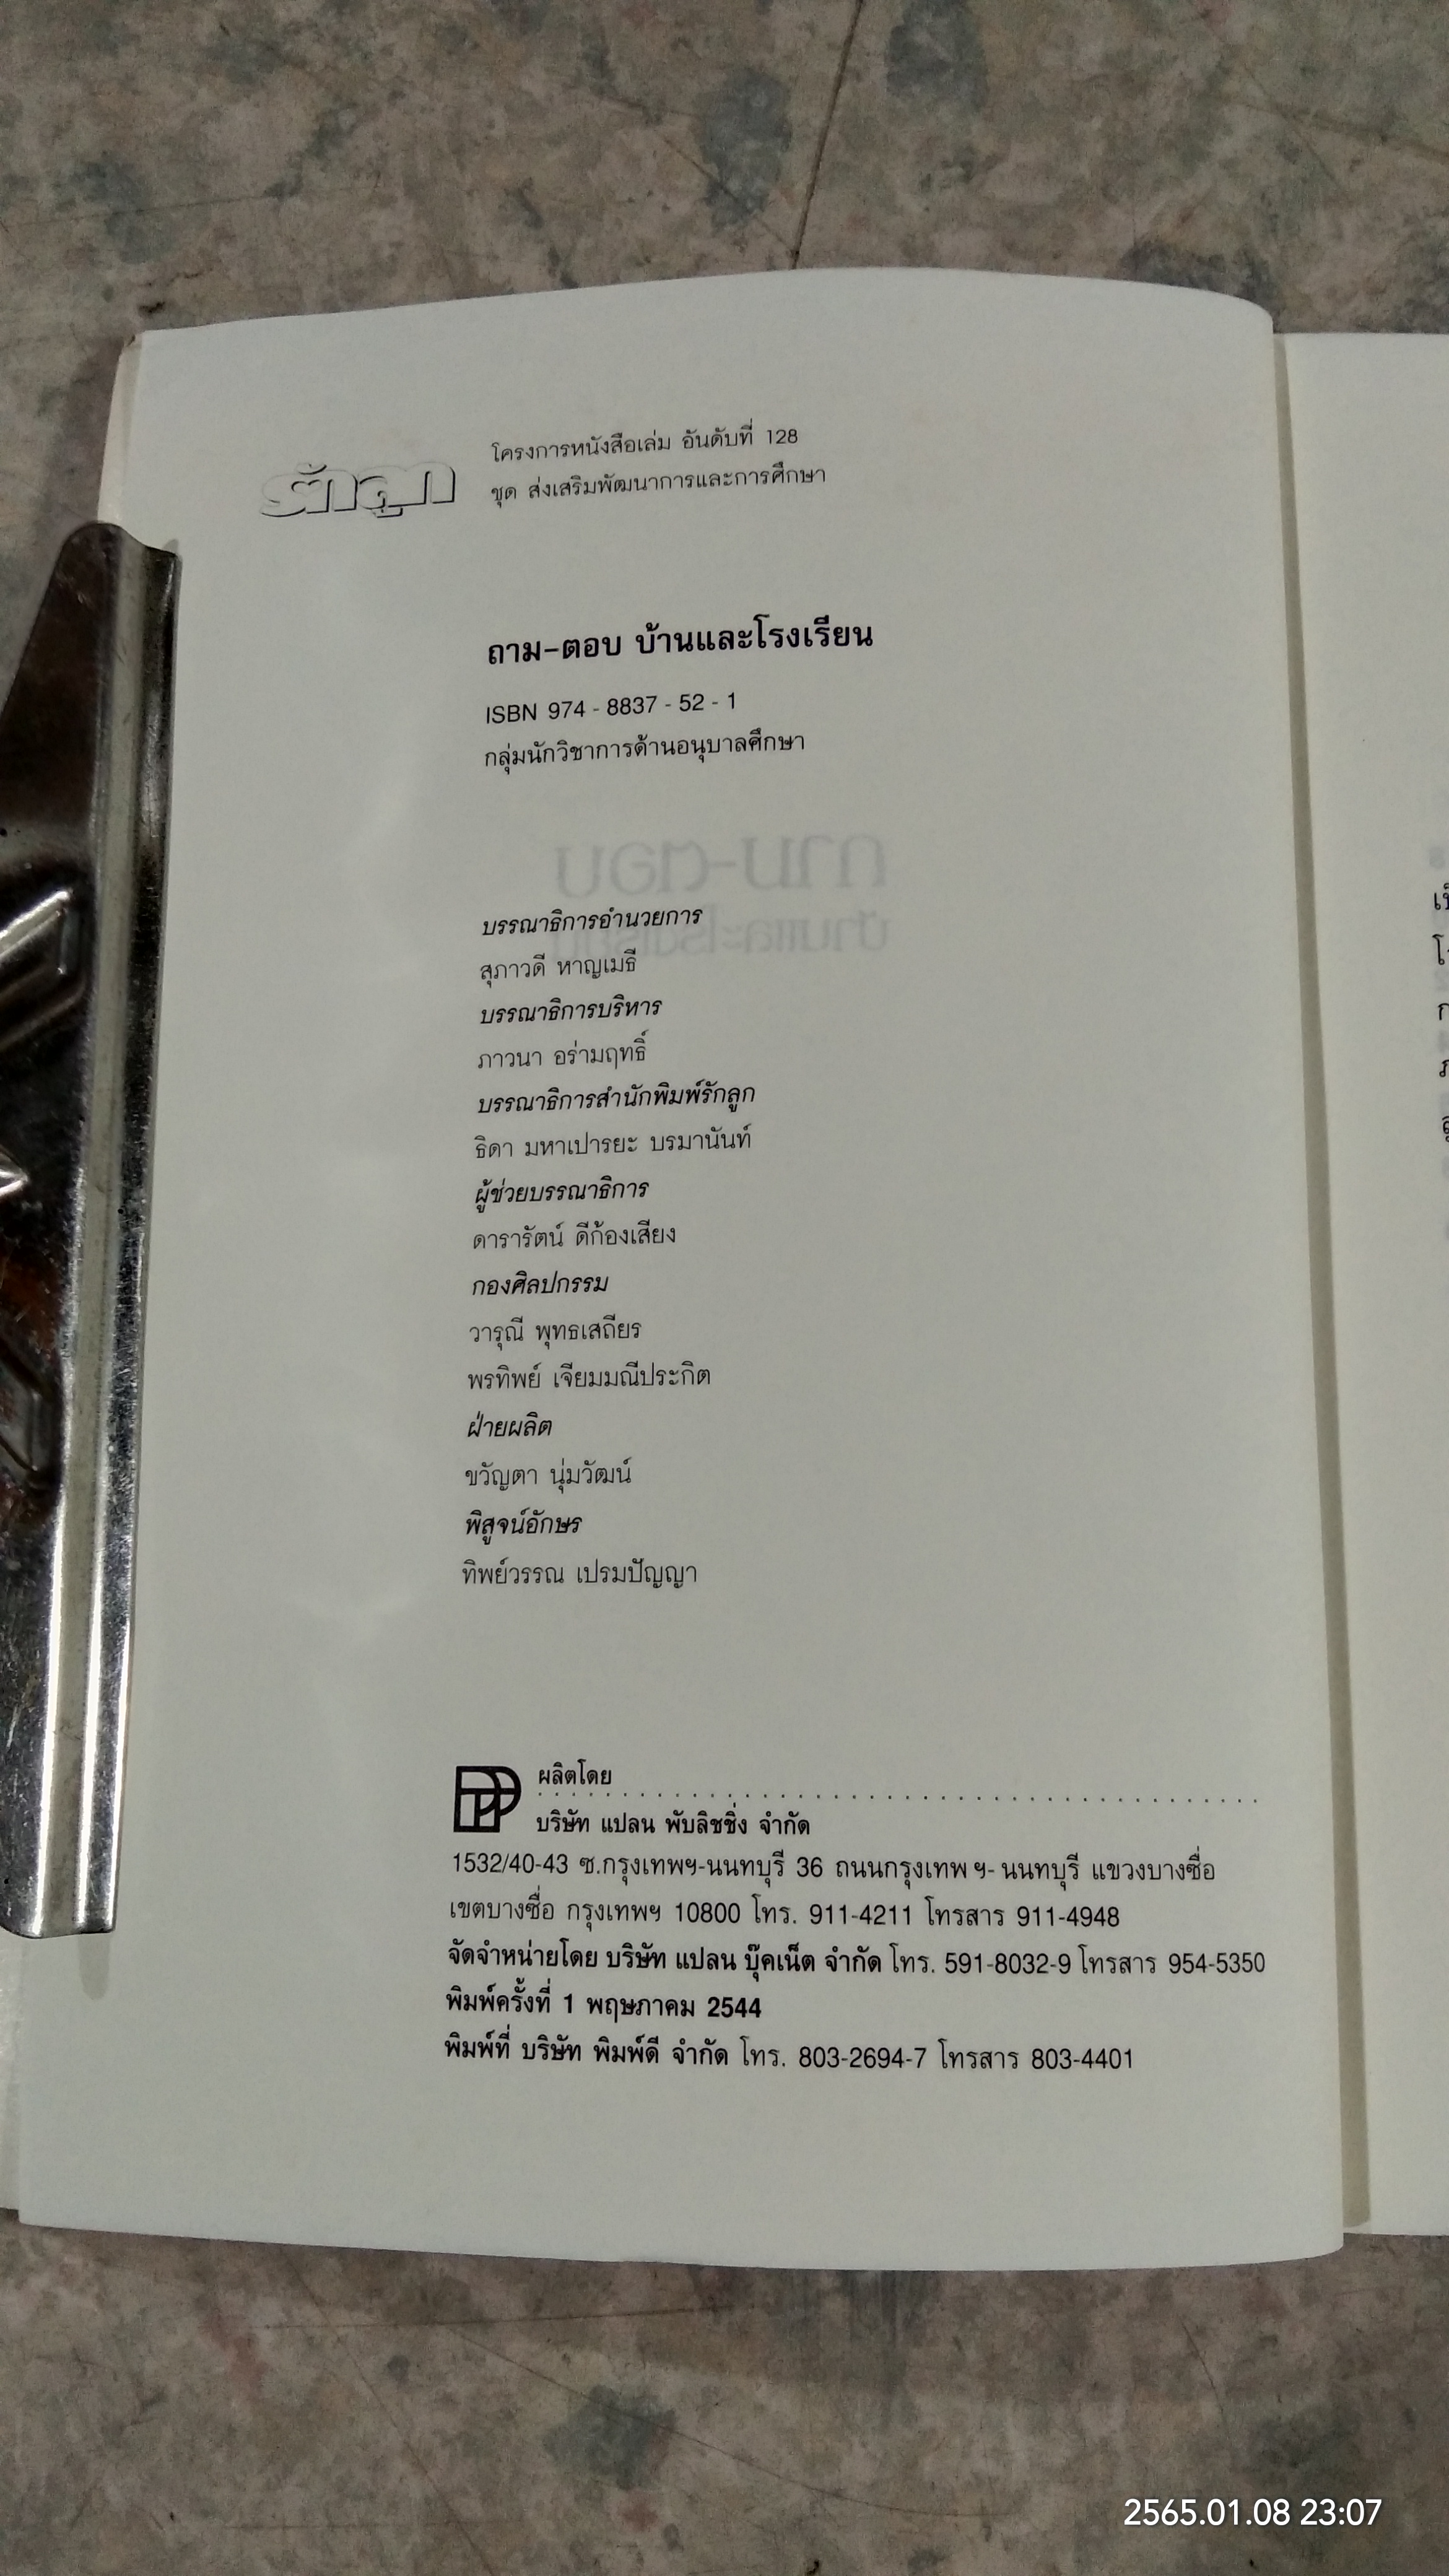 รักลูก
โครงการหนังสือเล่ม อันดับที่ 128
ชุด ส่งเสริมพัฒนาการและการศึกษา
ถาม-ตอบ บ้านและโรงเรียน
ISBN 974 - 8837 - 52 - 1
กลุ่มนักวิชาการด้านอนุบาลศึกษา
บรรณาธิการอำนวยการ
สุภาวดี หาญเมธี
บรรณาธิการบริหาร
ภาวนา อร่ามฤทธิ์
บรรณาธิการสำนักพิมพ์รักลูก
ธิดา มหาเปารยะ บรมานันท์
ผู้ช่วยบรรณาธิการ
ดารารัตน์ ดีก้องเสียง
กองศิลปกรรม
วารุณี พุทธเสถียร
พรทิพย์ เจียมมณีประกิต
ฝ่ายผลิต
ขวัญตา นุ่มวัฒน์
พิสูจน์อักษร
ทิพย์วรรณ เปรมปัญญา
ผลิตโดย
บริษัท แปลน พับลิชชิ่ง จำกัด
1532/40-43 ซ.กรุงเทพฯ-นนทบุรี 36 ถนนกรุงเทพฯ-นนทบุรี แขวงบางซื่อ
เขตบางซื่อ กรุงเทพฯ 10800 โทร. 911-4211 โทรสาร 911-4948
จัดจำหน่ายโดย บริษัท แปลน บุ๊คเน็ต จำกัด โทร. 591-8032-9 โทรสาร 954-5350
พิมพ์ครั้งที่ 1 พฤษภาคม 2544
พิมพ์ที่ บริษัท พิมพ์ดี จำกัด โทร. 803-2694-7 โทรสาร 803-4401
2565.01.08 23:07